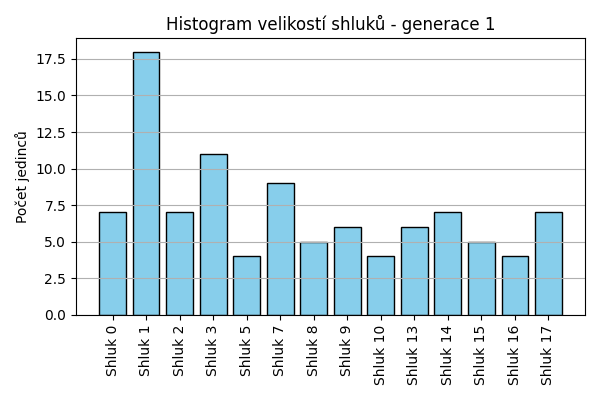 Histogram velikostí shluků - generace 1
Počet jedinců
17.5
15.0
12.5
10.0
7.5
5.0
2.5
0.0
Shluk 0
Shluk 1
Shluk 2
Shluk 3
Shluk 5
Shluk 7
Shluk 8
Shluk 9
Shluk 10
Shluk 13
Shluk 14
Shluk 15
Shluk 16
Shluk 17